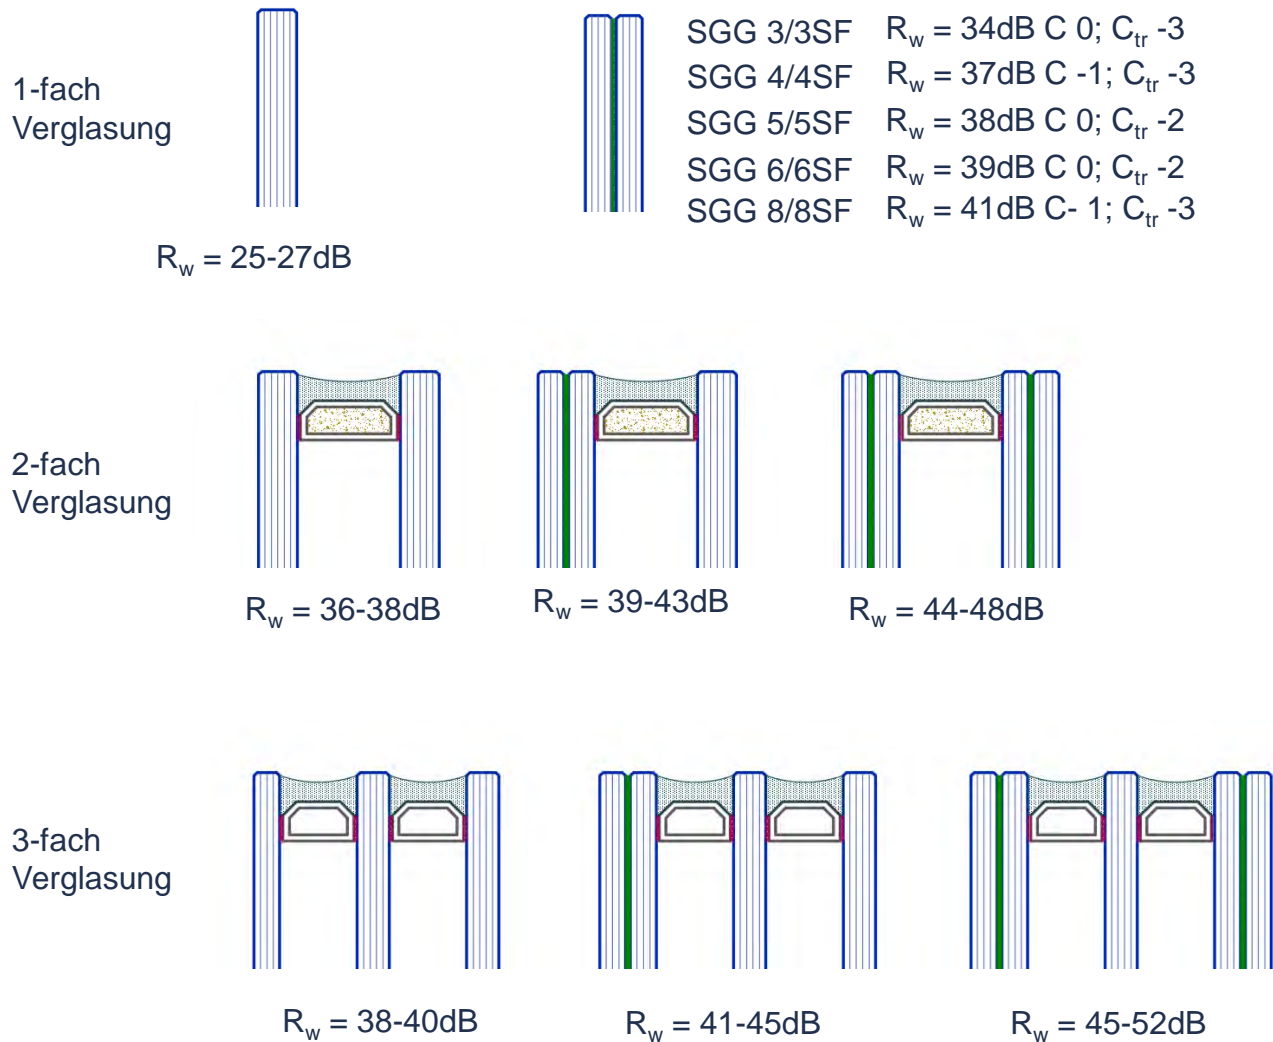 1-fach
Verglasung
R_w = 25-27dB
SGG 3/3SF R_w = 34dB C 0; C_tr -3
SGG 4/4SF R_w = 37dB C -1; C_tr -3
SGG 5/5SF R_w = 38dB C 0; C_tr -2
SGG 6/6SF R_w = 39dB C 0; C_tr -2
SGG 8/8SF R_w = 41dB C- 1; C_tr -3
2-fach
Verglasung
R_w = 36-38dB
R_w = 39-43dB
R_w = 44-48dB
3-fach
Verglasung
R_w = 38-40dB
R_w = 41-45dB
R_w = 45-52dB